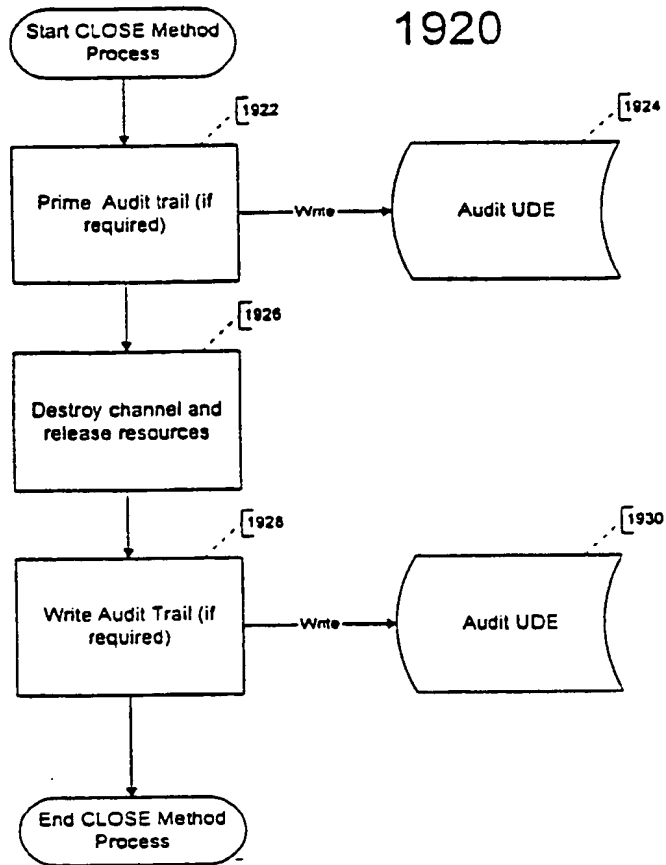 Start CLOSE Method
Process
1920
1922
1924
Prime Audit trail (if
required)
Write
Audit UDE
1926
Destroy channel and
release resources
1928
1930
Write Audit Trail (if
required)
Write
Audit UDE
End CLOSE Method
Process